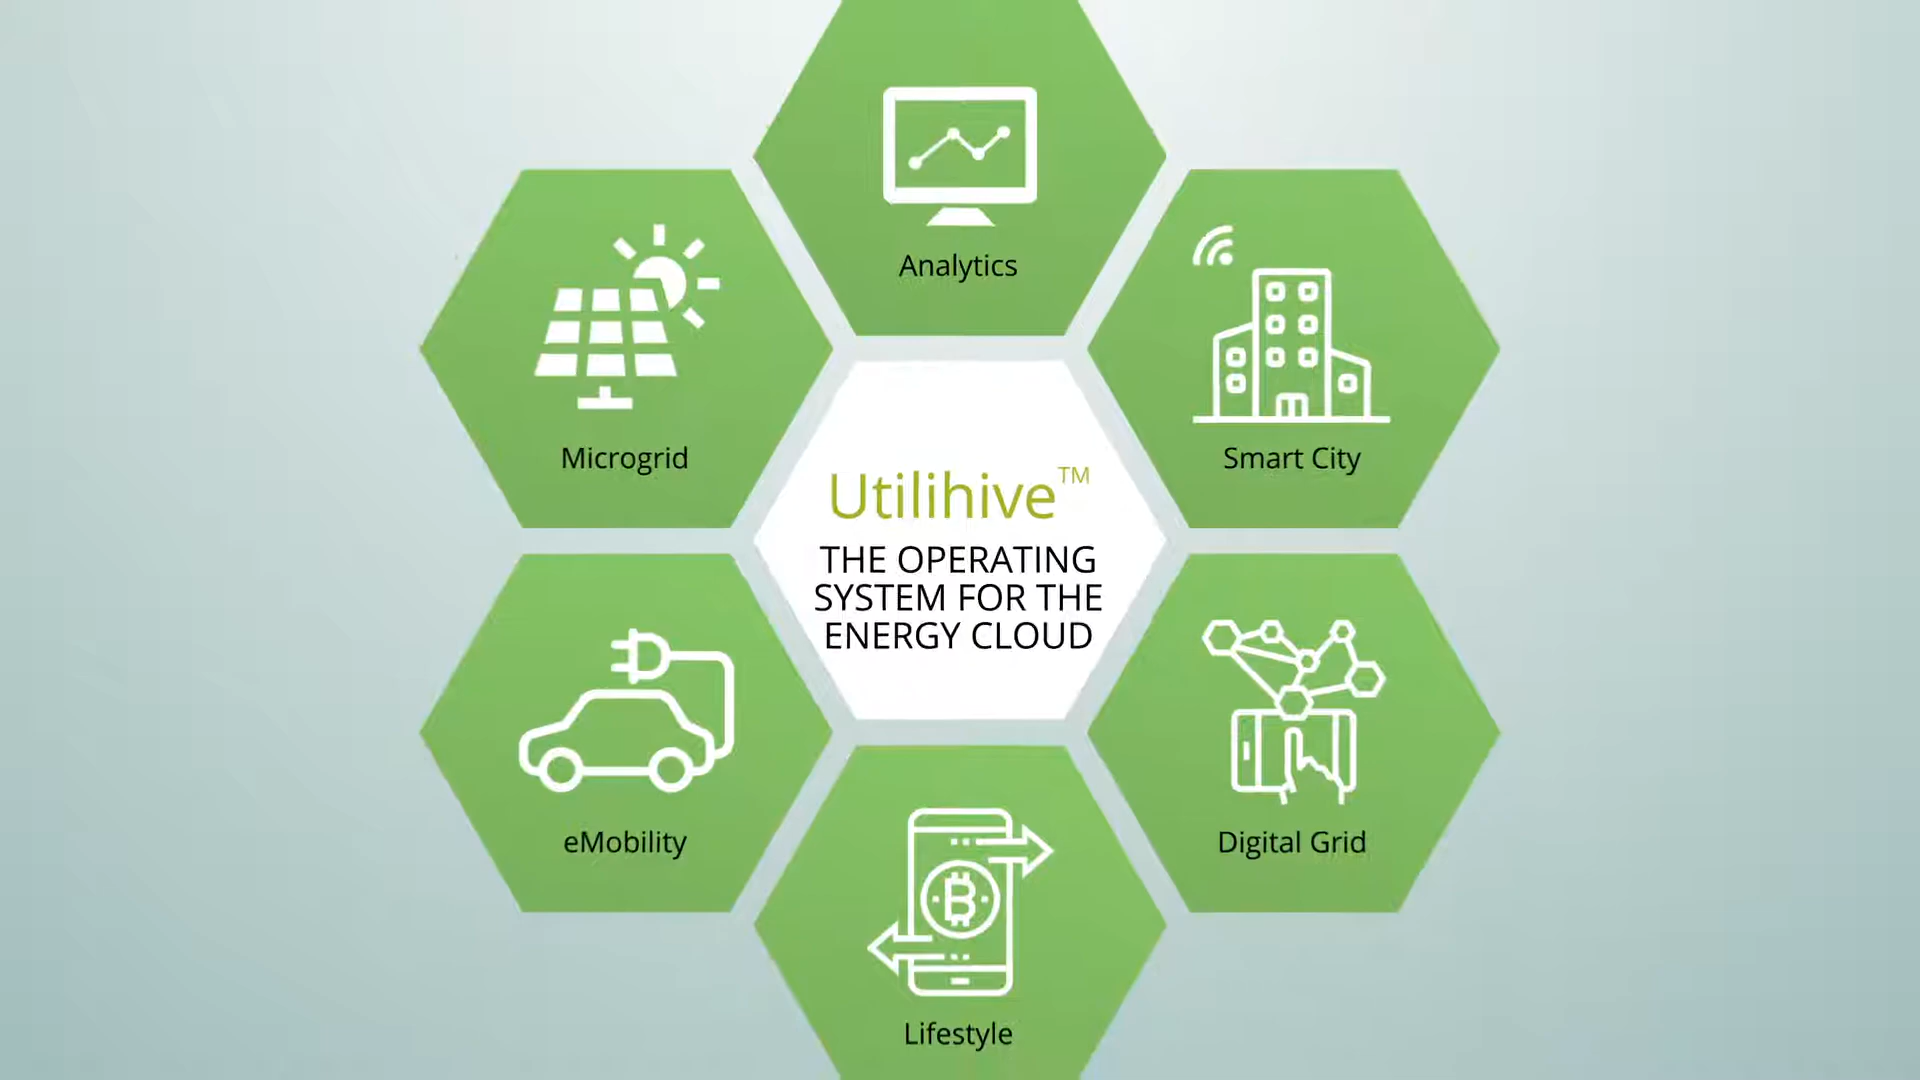 Analytics
Microgrid
Smart City
Utilihive™
THE OPERATING
SYSTEM FOR THE
ENERGY CLOUD
eMobility
Digital Grid
Lifestyle